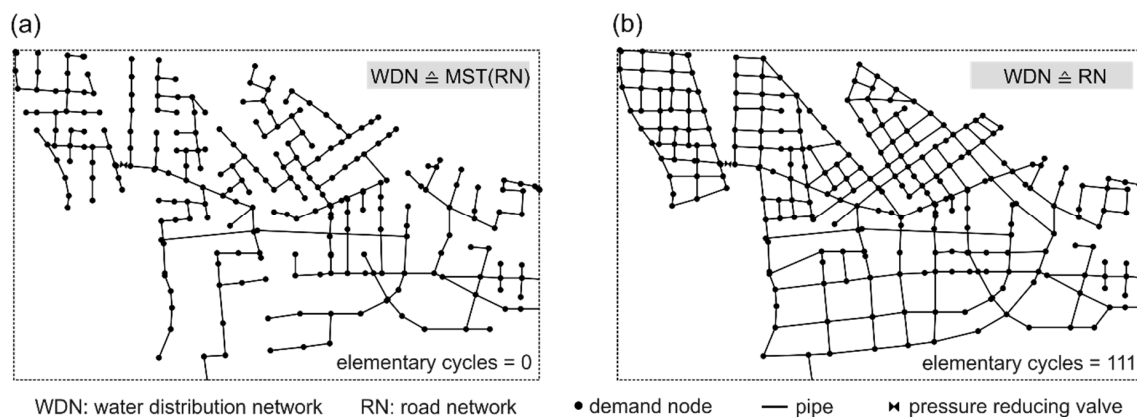 (a)
WDN ≙ MST(RN)
elementary cycles = 0
(b)
WDN ≙ RN
elementary cycles = 111
WDN: water distribution network RN: road network demand node pipe pressure reducing valve